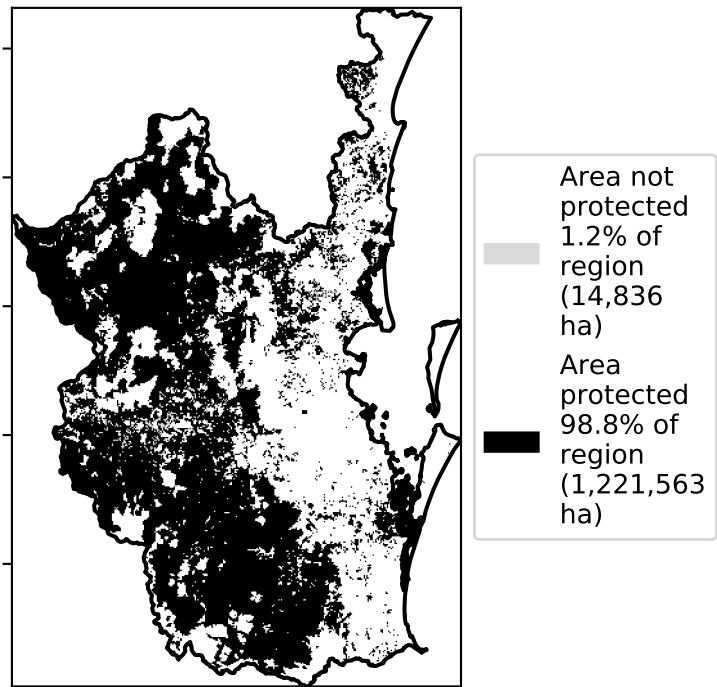 Area not
protected
1.2% of
region
(14,836
ha)
Area
protected
98.8% of
region
(1,221,563
ha)